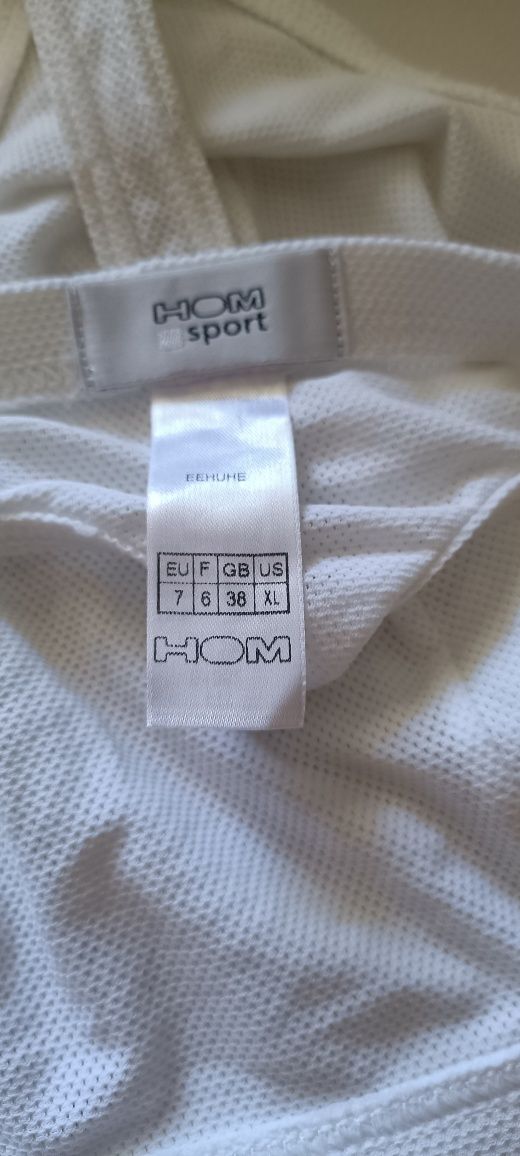 HOM
sport
EEHUHE
EU F GB US
7 6 38 XL
HOM